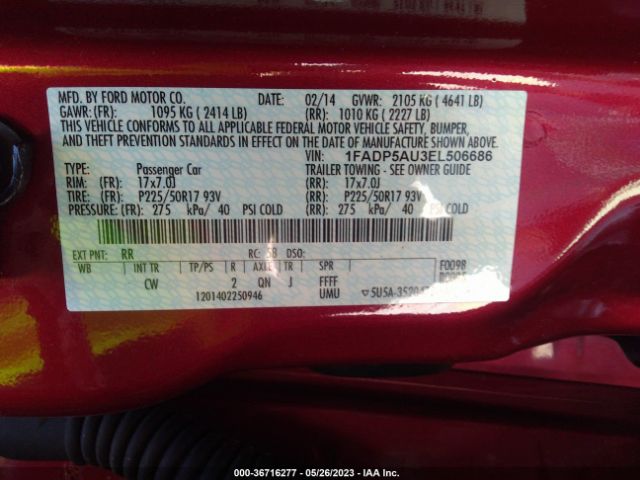 MFD. BY FORD MOTOR CO. DATE: 02/14 GVWR: 2105 KG ( 4641 LB)
GAWR: (FR): 1095 KG ( 2414 LB) (RR): 1010 KG ( 2227 LB)
THIS VEHICLE CONFORMS TO ALL APPLICABLE FEDERAL MOTOR VEHICLE SAFETY, BUMPER,
AND THEFT PREVENTION STANDARDS IN EFFECT ON THE DATE OF MANUFACTURE SHOWN ABOVE.
VIN: 1FADP5AU3EL506686
TYPE: Passenger Car TRAILER TOWING - SEE OWNER GUIDE
RIM: (FR): 17x7.0J (RR): 17x7.0J
TIRE: (FR): P225/50R17 93V (RR): P225/50R17 93V
PRESSURE: (FR): 275 kPa/ 40 PSI COLD (RR): 275 kPa/ 40 PSI COLD
EXT PNT: RR RC: 58 DSO:
WB INT TR TP/PS R AXLE TR SPR F0098
CW 2 QN J FFFF
1201402250946 UMU
000-36716277 - 05/26/2023 - IAA Inc.